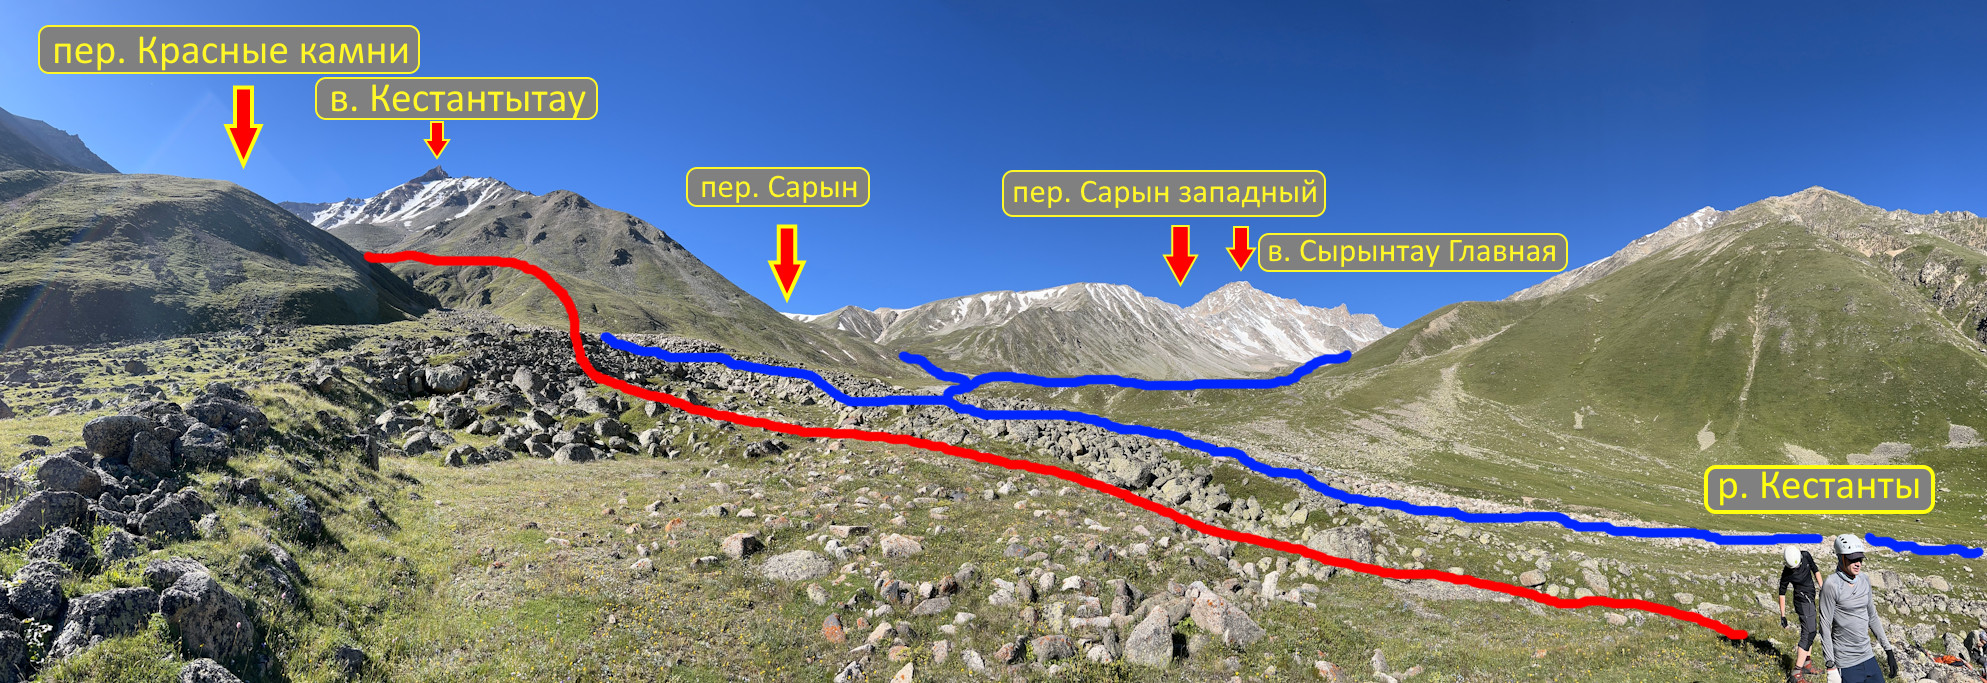 пер. Красные камни
в. Кестантытау
пер. Сарын
пер. Сарын западный
в. Сырынтау Главная
р. Кестанты